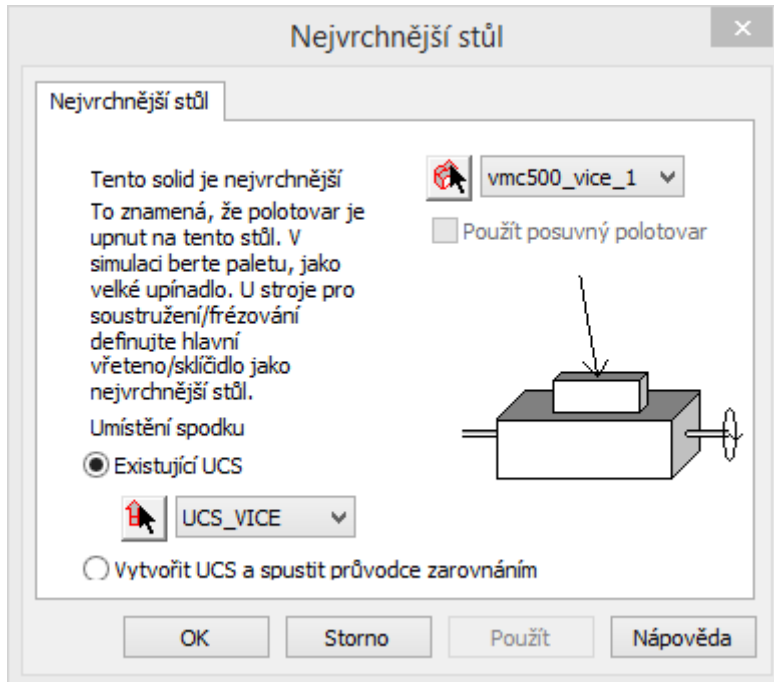 Nejvrchnější stůl
Nejvrchnější stůl
Tento solid je nejvrchnější
vmc500_vice_1
To znamená, že polotovar je
upnut na tento stůl. V
simulaci berte paletu, jako
velké upínadlo. U stroje pro
soustružení/frézování
definujte hlavní
vřeteno/sklíčidlo jako
nejvrchnější stůl.
Použít posuvný polotovar
Umístění spodku
Existující UCS
UCS_VICE
Vytvořit UCS a spustit průvodce zarovnáním
OK
Storno
Použít
Nápověda